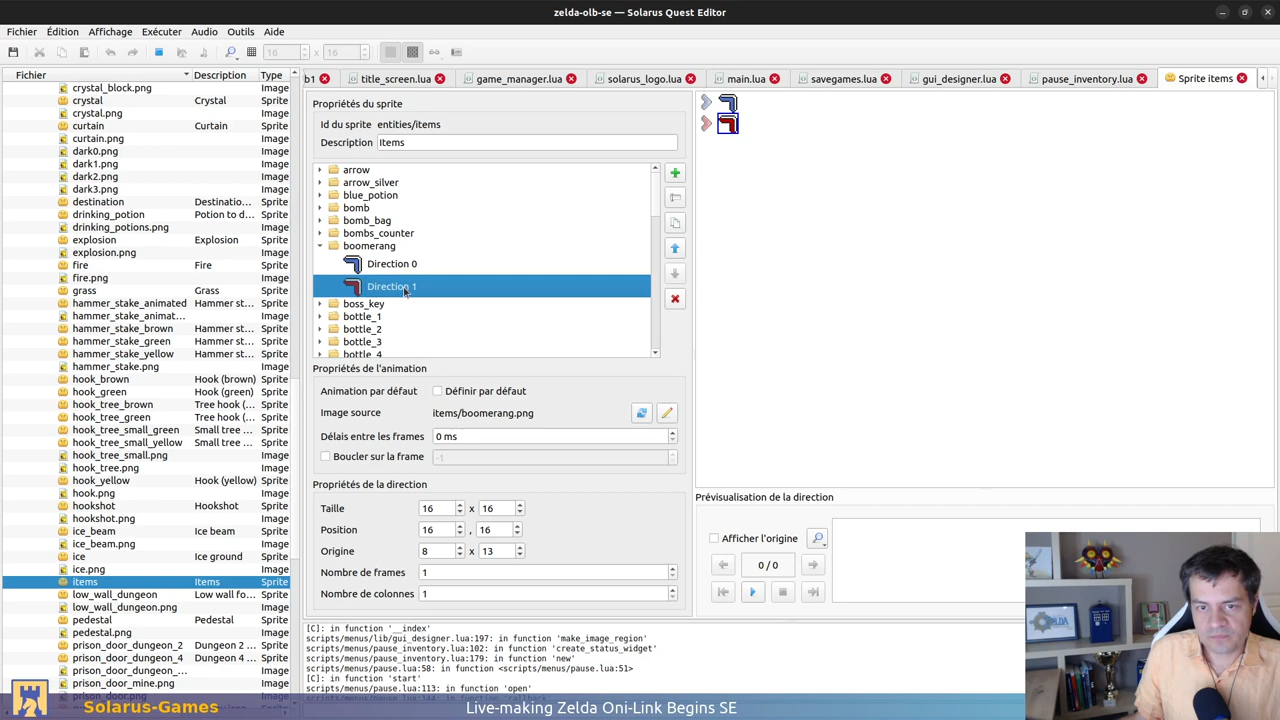 zelda-olb-se — Solarus Quest Editor
Fichier Édition Affichage Exécuter Audio Outils Aide
16 x 16
Fichier Description Type
crystal_block.png Image
crystal Crystal Sprite
crystal.png Image
curtain Curtain Sprite
curtain.png Image
dark0.png Image
dark1.png Image
dark2.png Image
dark3.png Image
destination Destinatio... Sprite
drinking_potion Potion to d... Sprite
drinking_potions.png Image
explosion Explosion Sprite
explosion.png Image
fire Fire Sprite
fire.png Image
grass Grass Sprite
hammer_stake_animated Hammer st... Sprite
hammer_stake_animat... Image
hammer_stake_brown Hammer st... Sprite
hammer_stake_green Hammer st... Sprite
hammer_stake_yellow Hammer st... Sprite
hammer_stake.png Image
hook_brown Hook (brown) Sprite
hook_green Hook (green) Sprite
hook_tree_brown Tree hook (... Sprite
hook_tree_green Tree hook (... Sprite
hook_tree_small_green Small tree ... Sprite
hook_tree_small_yellow Small tree ... Sprite
hook_tree_small.png Image
hook_tree.png Image
hook_yellow Hook (yellow) Sprite
hook.png Image
hookshot Hookshot Sprite
hookshot.png Image
ice_beam Ice beam Sprite
ice_beam.png Image
ice Ice ground Sprite
ice.png Image
items Items Sprite
low_wall_dungeon Low wall fo... Sprite
low_wall_dungeon.png Image
pedestal Pedestal Sprite
pedestal.png Image
prison_door_dungeon_2 Dungeon 2 ... Sprite
prison_door_dungeon_4 Dungeon 4 ... Sprite
prison_door_dungeon_... Image
prison_door_mine.png Image
b1 title_screen.lua game_manager.lua solarus_logo.lua main.lua savegames.lua gui_designer.lua pause_inventory.lua Sprite items
Propriétés du sprite
Id du sprite entities/items
Description Items
arrow
arrow_silver
blue_potion
bomb
bomb_bag
bombs_counter
boomerang
Direction 0
Direction 1
boss_key
bottle_1
bottle_2
bottle_3
bottle_4
Propriétés de l'animation
Animation par défaut Définir par défaut
Image source items/boomerang.png
Délais entre les frames 0 ms
Boucler sur la frame -1
Propriétés de la direction
Taille 16 x 16
Position 16 , 16
Origine 8 x 13
Nombre de frames 1
Nombre de colonnes 1
Prévisualisation de la direction
Afficher l'origine
0 / 0
[C]: in function '__index'
scripts/menus/lib/gui_designer.lua:197: in function 'make_image_region'
scripts/menus/pause_inventory.lua:102: in function 'create_status_widget'
scripts/menus/pause_inventory.lua:179: in function 'new'
scripts/menus/pause.lua:58: in function <scripts/menus/pause.lua:51>
[C]: in function 'start'
scripts/menus/pause.lua:113: in function 'open'
Solarus-Games
Live-making Zelda Oni-Link Begins SE